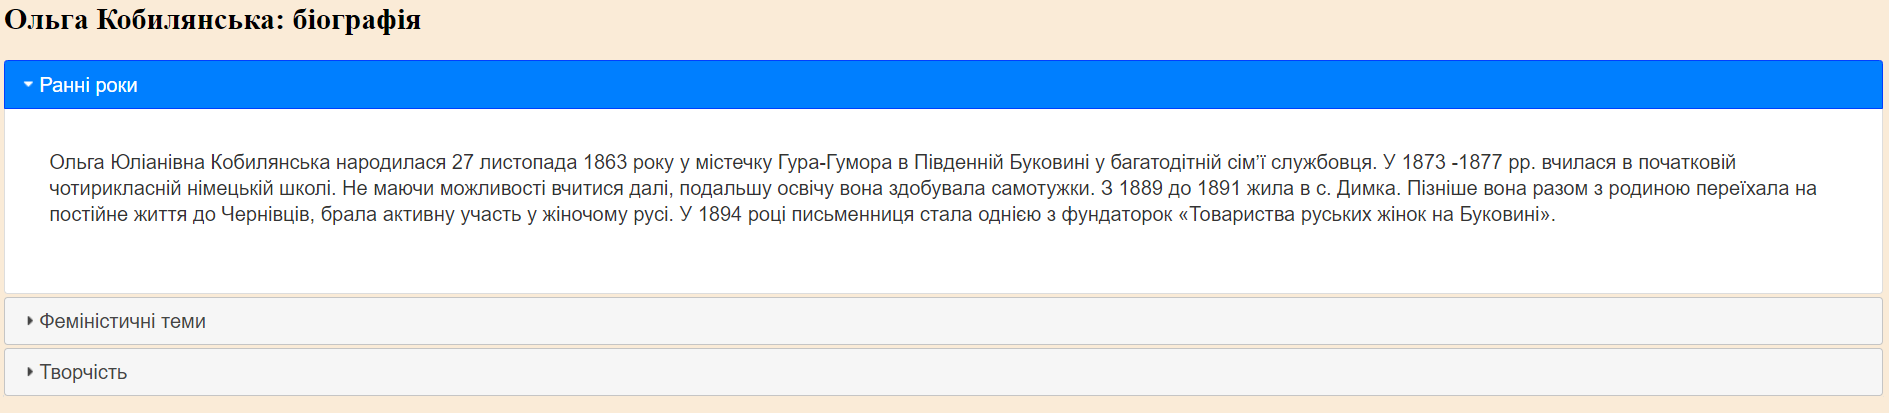 Ольга Кобилянська: біографія
Ранні роки
Ольга Юліанівна Кобилянська народилася 27 листопада 1863 року у містечку Гура-Гумора в Південній Буковині у багатодітній сім’ї службовця. У 1873 -1877 рр. вчилася в початковій
чотирикласній німецькій школі. Не маючи можливості вчитися далі, подальшу освічу вона здобувала самотужки. З 1889 до 1891 жила в с. Димка. Пізніше вона разом з родиною переїхала на
постійне життя до Чернівців, брала активну участь у жіночому русі. У 1894 році письменниця стала однією з фундаторок «Товариства руських жінок на Буковині».
Феміністичні теми
Творчість